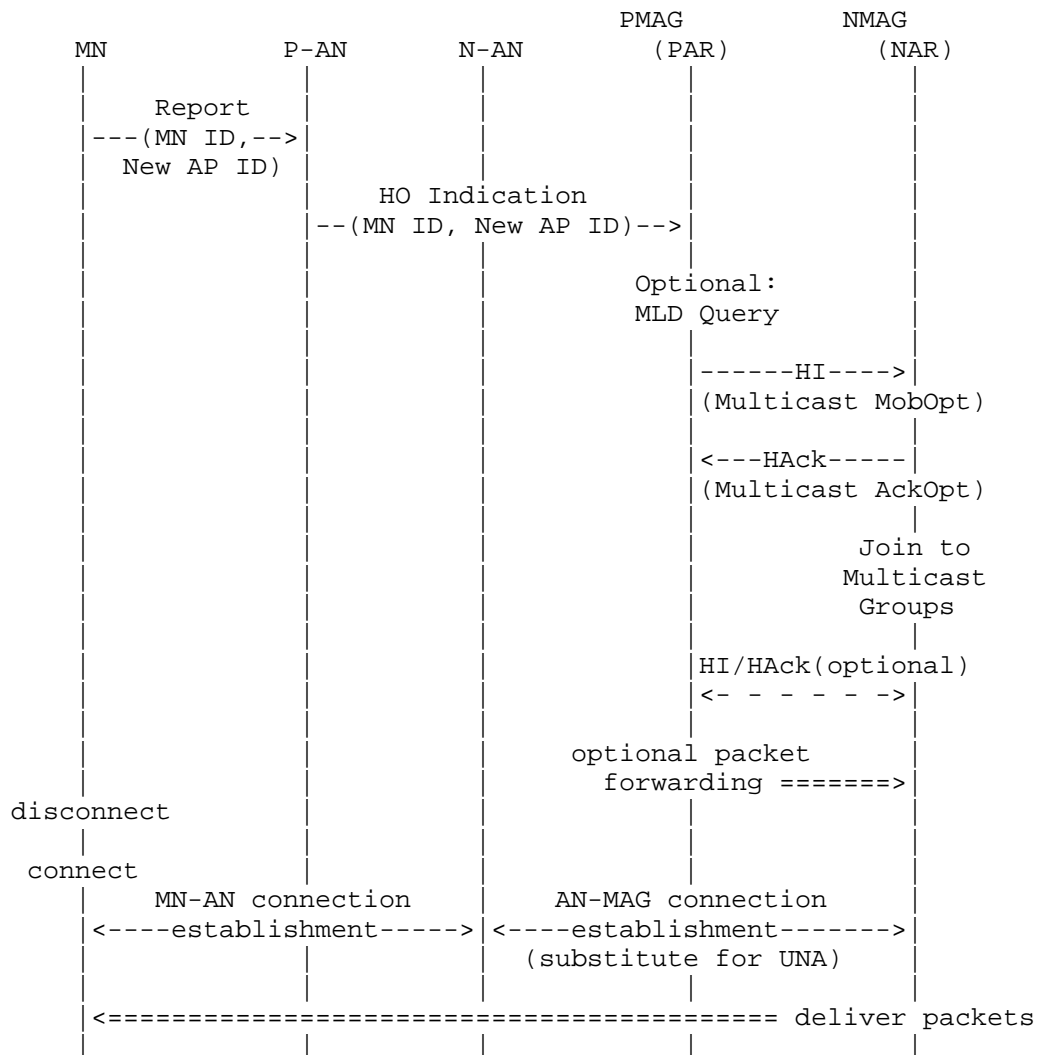 PMAG NMAG
MN P-AN N-AN (PAR) (NAR)
Report
---(MN ID,-->
New AP ID)
HO Indication
--(MN ID, New AP ID)-->
Optional:
MLD Query
------HI---->
(Multicast MobOpt)
<---HAck-----
(Multicast AckOpt)
Join to
Multicast
Groups
HI/HAck(optional)
<- - - - - ->
optional packet
forwarding =======>
disconnect
connect
MN-AN connection AN-MAG connection
<----establishment-----> <----establishment------->
(substitute for UNA)
<========================================== deliver packets